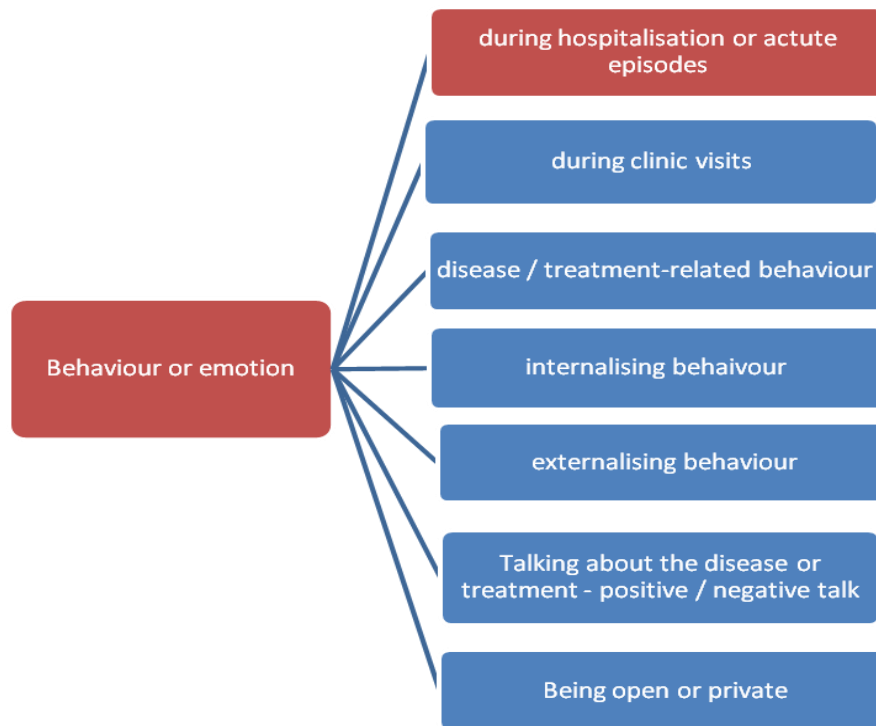 during hospitalisation or actute
episodes
during clinic visits
disease / treatment-related behaviour
Behaviour or emotion
internalising behaivour
externalising behaviour
Talking about the disease or
treatment - positive / negative talk
Being open or private